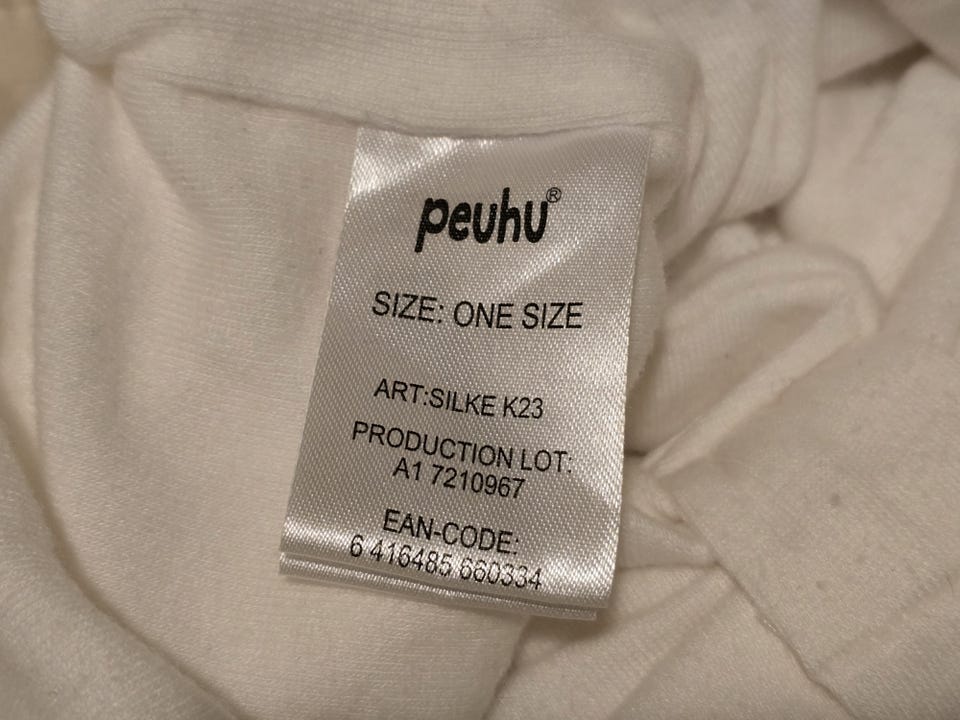 peuhu®
SIZE: ONE SIZE
ART:SILKE K23
PRODUCTION LOT:
A1 7210967
EAN-CODE:
6 416485 660334